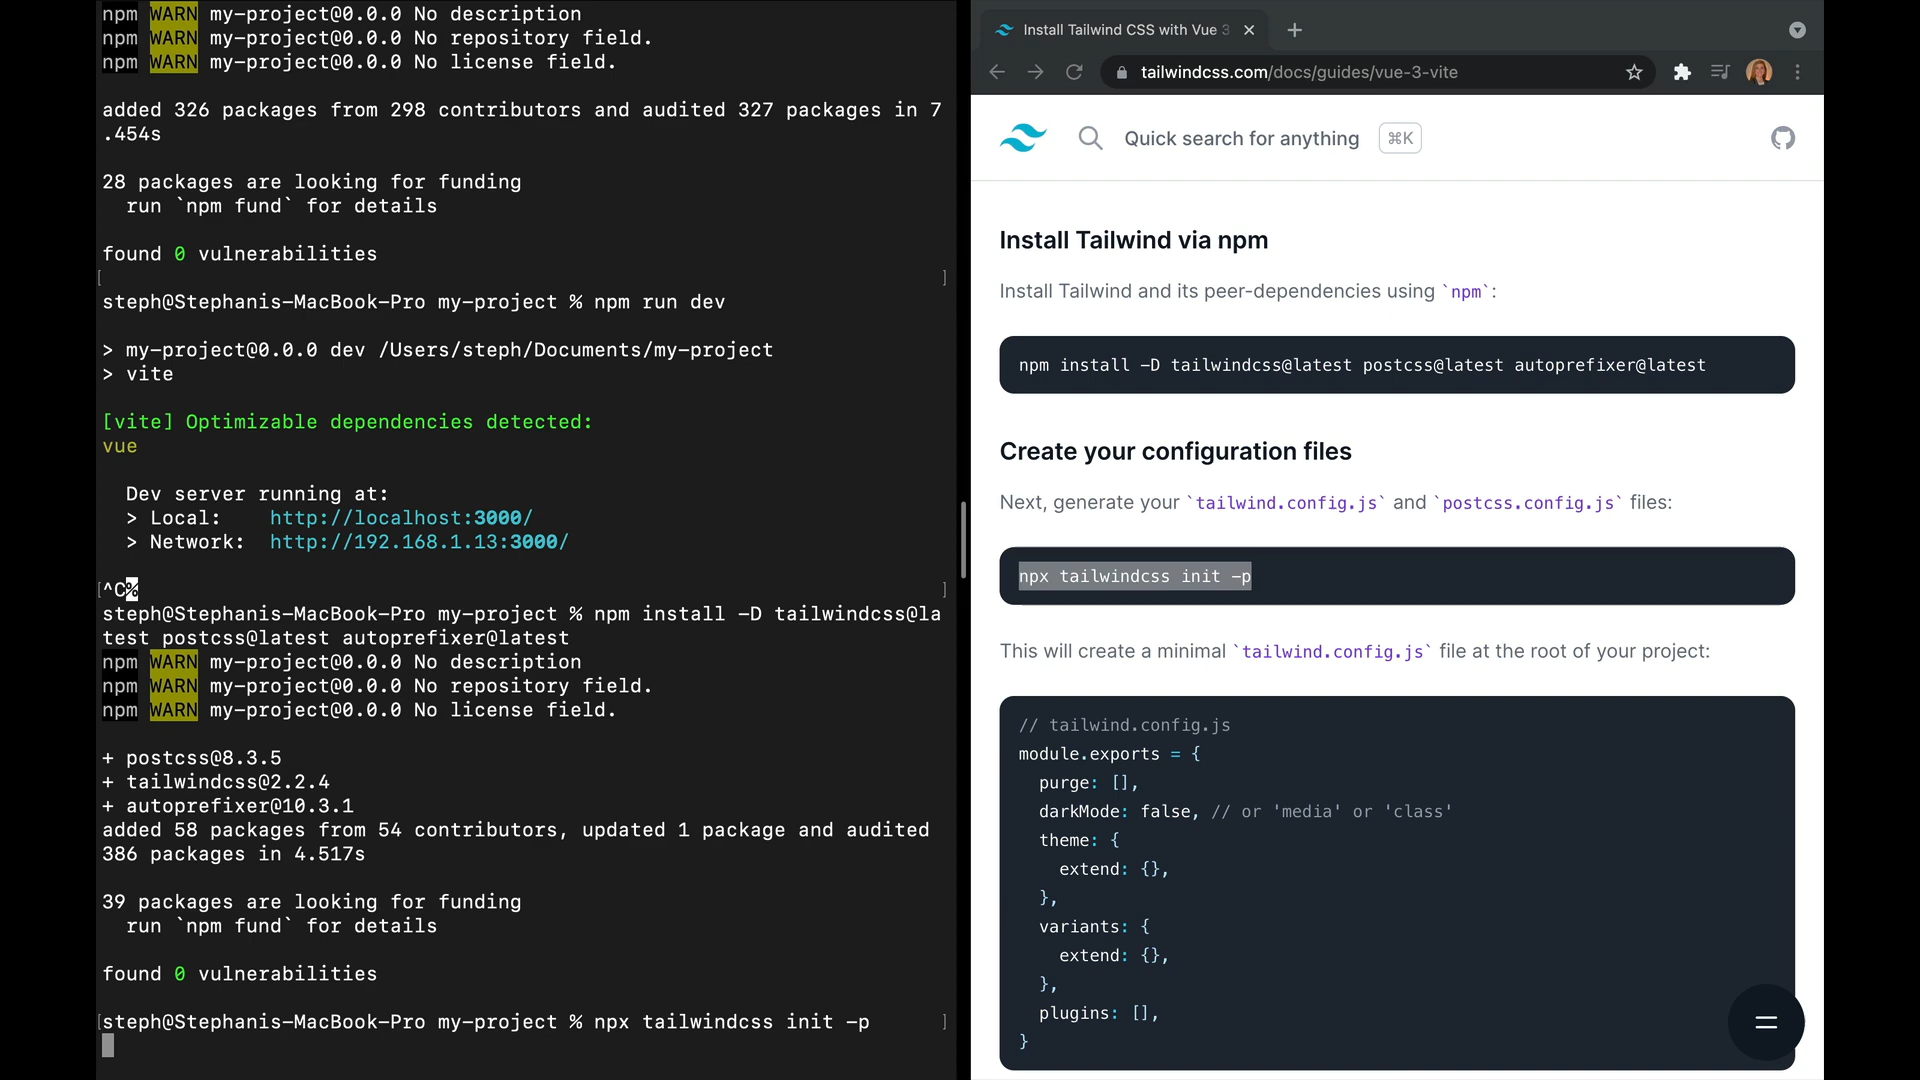 npm WARN my-project@0.0.0 No description
npm WARN my-project@0.0.0 No repository field.
npm WARN my-project@0.0.0 No license field.
added 326 packages from 298 contributors and audited 327 packages in 7
.454s
28 packages are looking for funding
run `npm fund` for details
found 0 vulnerabilities
[ ]
steph@Stephanis-MacBook-Pro my-project % npm run dev
> my-project@0.0.0 dev /Users/steph/Documents/my-project
> vite
[vite] Optimizable dependencies detected:
vue
Dev server running at:
> Local: http://localhost:3000/
> Network: http://192.168.1.13:3000/
[^C% ]
steph@Stephanis-MacBook-Pro my-project % npm install -D tailwindcss@la
test postcss@latest autoprefixer@latest
npm WARN my-project@0.0.0 No description
npm WARN my-project@0.0.0 No repository field.
npm WARN my-project@0.0.0 No license field.
+ postcss@8.3.5
+ tailwindcss@2.2.4
+ autoprefixer@10.3.1
added 58 packages from 54 contributors, updated 1 package and audited
386 packages in 4.517s
39 packages are looking for funding
run `npm fund` for details
found 0 vulnerabilities
[steph@Stephanis-MacBook-Pro my-project % npx tailwindcss init -p ]
Install Tailwind CSS with Vue 3
tailwindcss.com/docs/guides/vue-3-vite
Quick search for anything ⌘K
Install Tailwind via npm
Install Tailwind and its peer-dependencies using `npm`:
npm install -D tailwindcss@latest postcss@latest autoprefixer@latest
Create your configuration files
Next, generate your `tailwind.config.js` and `postcss.config.js` files:
npx tailwindcss init -p
This will create a minimal `tailwind.config.js` file at the root of your project:
// tailwind.config.js
module.exports = {
purge: [],
darkMode: false, // or 'media' or 'class'
theme: {
extend: {},
},
variants: {
extend: {},
},
plugins: [],
}